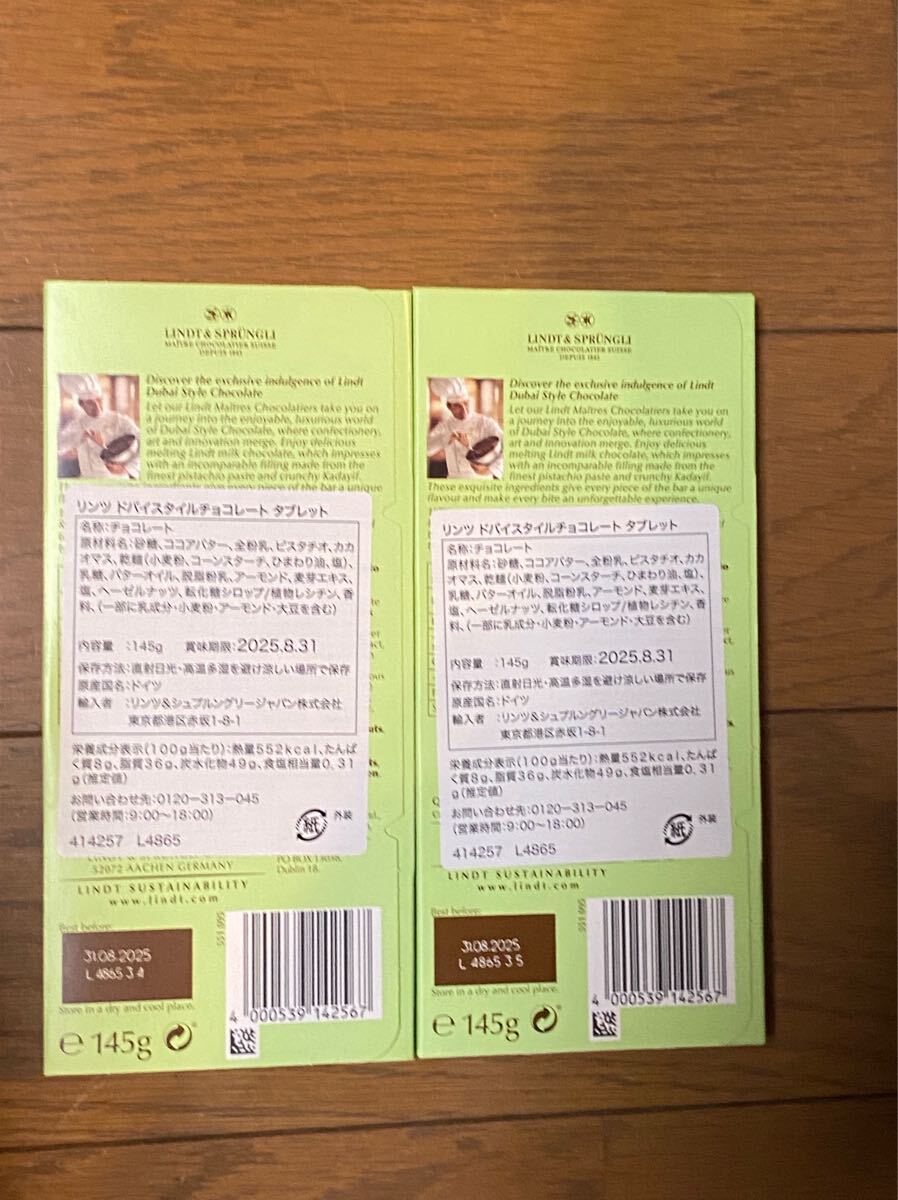 LINDT & SPRÜNGLI
MAÎTRE CHOCOLATIER SUISSE
DEPUIS 1845
Discover the exclusive indulgence of Lindt
Dubai Style Chocolate
Let our Lindt Maîtres Chocolatiers take you on
a journey into the enjoyable, luxurious world
of Dubai Style Chocolate, where confectionery,
art and innovation merge. Enjoy delicious
melting Lindt milk chocolate, which impresses
with an incomparable filling made from the
finest pistachio paste and crunchy Kadayif.
piece of the bar a unique
リンツ ドバイスタイルチョコレート タブレット
名称:チョコレート
原材料名:砂糖、ココアバター、全粉乳、ピスタチオ、カカ
オマス、乾麺(小麦粉、コーンスターチ、ひまわり油、塩)、
乳糖、バターオイル、脱脂粉乳、アーモンド、麦芽エキス、
塩、ヘーゼルナッツ、転化糖シロップ/植物レシチン、香
料、(一部に乳成分・小麦粉・アーモンド・大豆を含む)
内容量 :145g 賞味期限:2025.8.31
保存方法:直射日光・高温多湿を避け涼しい場所で保存
原産国名:ドイツ
輸入者 :リンツ&シュプルングリージャパン株式会社
東京都港区赤坂1-8-1
栄養成分表示(100g当たり):熱量552kcal、たんぱ
く質8g、脂質36g、炭水化物49g、食塩相当量0.31
g(推定値)
お問い合わせ先:0120-313-045
(営業時間:9:00~18:00)
紙 外装
414257 L4865
52072 AACHEN GERMANY
PO BOX
Dublin 18.
LINDT SUSTAINABILITY
www.lindt.com
Best before:
31.08.2025
L 4865 3 4
Store in a dry and cool place.
551 095
4 000539 142567
e 145g
LINDT & SPRÜNGLI
MAÎTRE CHOCOLATIER SUISSE
DEPUIS 1845
Discover the exclusive indulgence of Lindt
Dubai Style Chocolate
Let our Lindt Maîtres Chocolatiers take you on
a journey into the enjoyable, luxurious world
of Dubai Style Chocolate, where confectionery,
art and innovation merge. Enjoy delicious
melting Lindt milk chocolate, which impresses
with an incomparable filling made from the
finest pistachio paste and crunchy Kadayif.
These exquisite ingredients give every piece of the bar a unique
flavour and make every bite an unforgettable experience.
リンツ ドバイスタイルチョコレート タブレット
名称:チョコレート
原材料名:砂糖、ココアバター、全粉乳、ピスタチオ、カカ
オマス、乾麺(小麦粉、コーンスターチ、ひまわり油、塩)、
乳糖、バターオイル、脱脂粉乳、アーモンド、麦芽エキス、
塩、ヘーゼルナッツ、転化糖シロップ/植物レシチン、香
料、(一部に乳成分・小麦粉・アーモンド・大豆を含む)
内容量 :145g 賞味期限:2025.8.31
保存方法:直射日光・高温多湿を避け涼しい場所で保存
原産国名:ドイツ
輸入者 :リンツ&シュプルングリージャパン株式会社
東京都港区赤坂1-8-1
栄養成分表示(100g当たり):熱量552kcal、たんぱ
く質8g、脂質36g、炭水化物49g、食塩相当量0.31
g(推定値)
お問い合わせ先:0120-313-045
(営業時間:9:00~18:00)
紙 外装
414257 L4865
LINDT SUSTAINABILITY
www.lindt.com
Best before:
31.08.2025
L 4865 3 5
Store in a dry and cool place.
551 095
4 000539 142567
e 145g